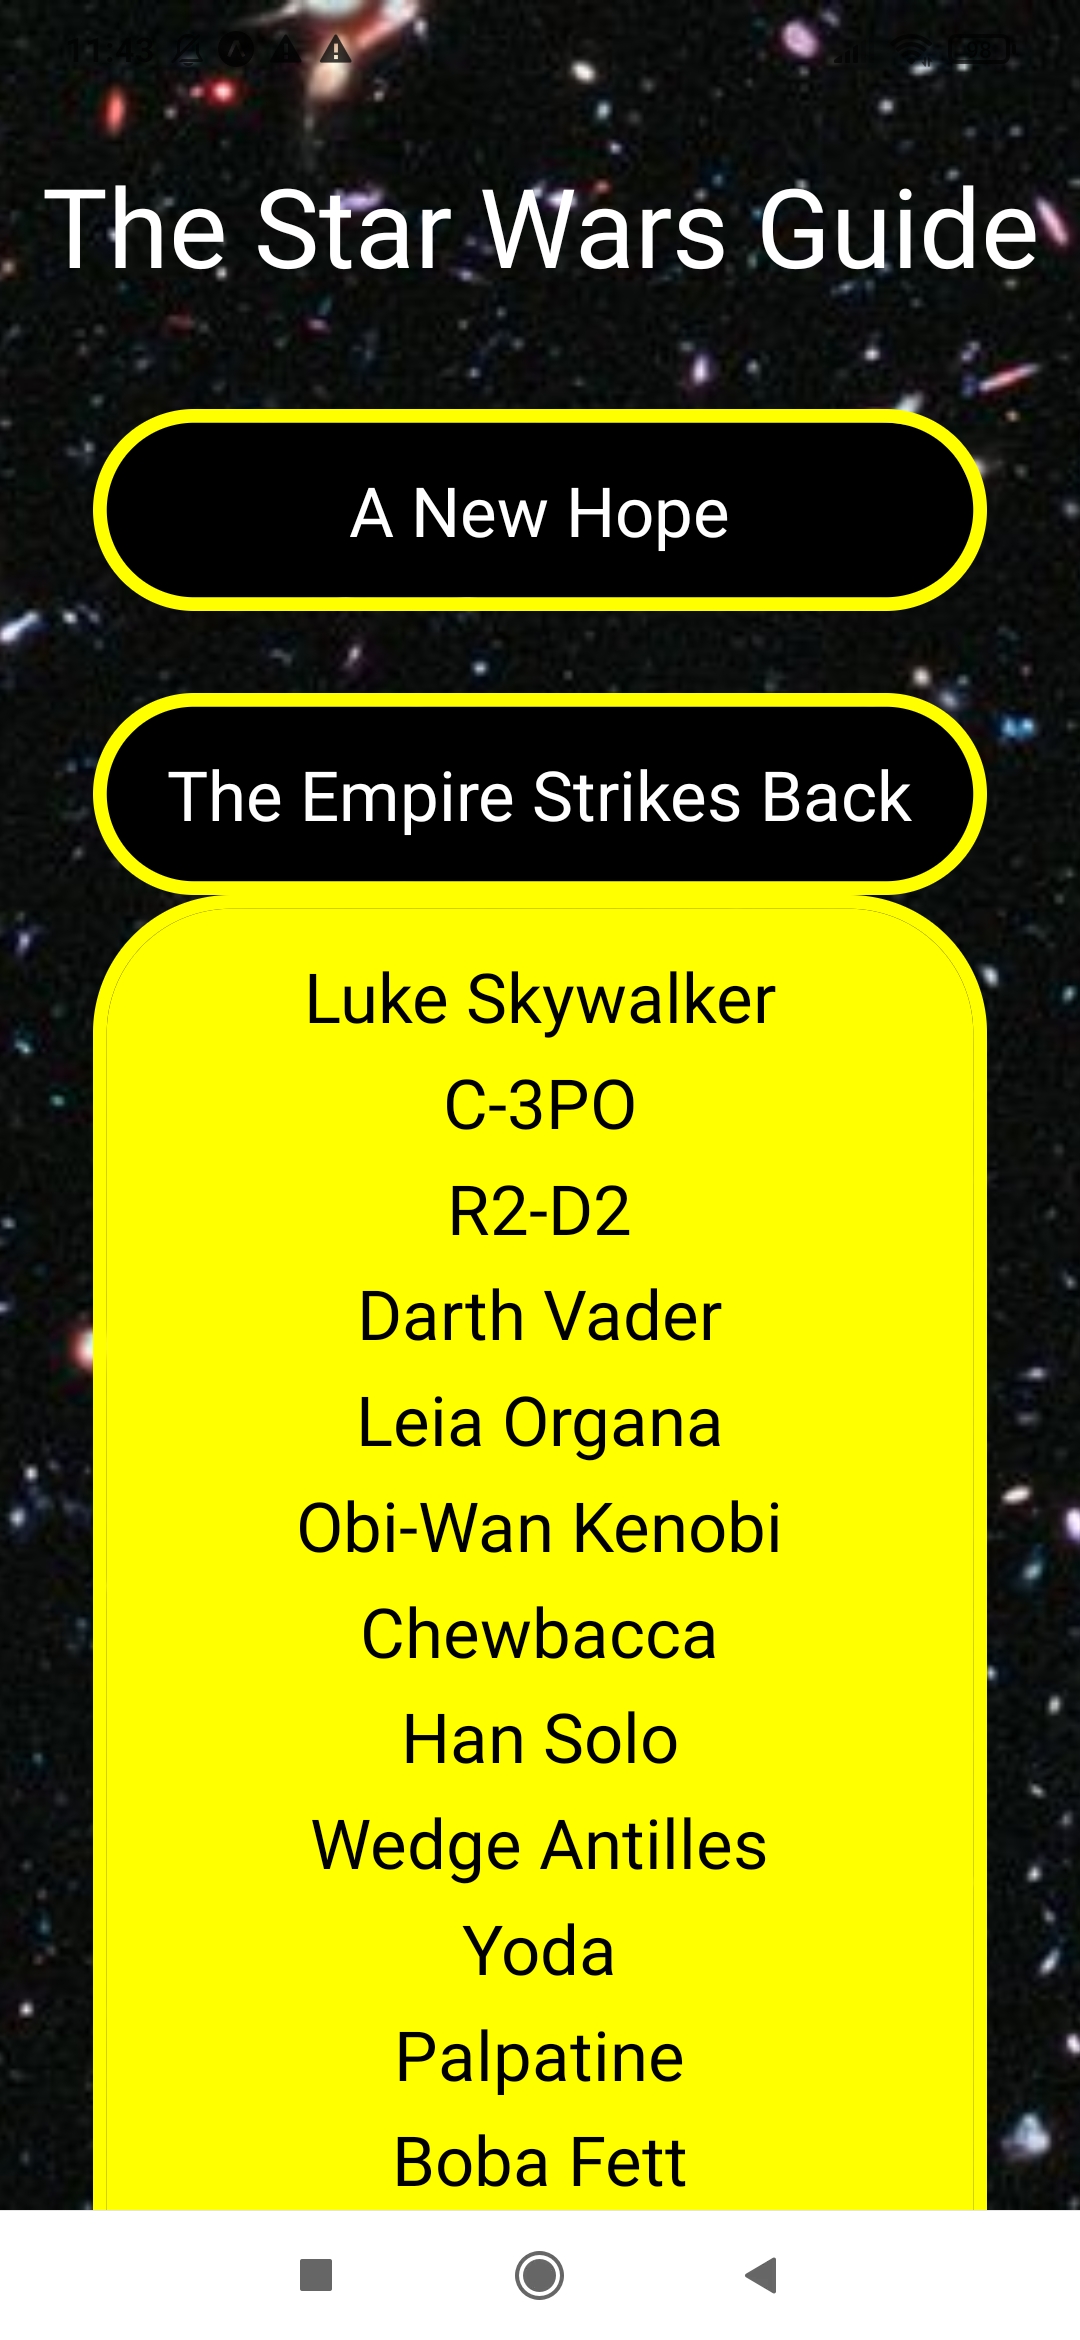 11:43
The Star Wars Guide
A New Hope
The Empire Strikes Back
Luke Skywalker
C-3PO
R2-D2
Darth Vader
Leia Organa
Obi-Wan Kenobi
Chewbacca
Han Solo
Wedge Antilles
Yoda
Palpatine
Boba Fett